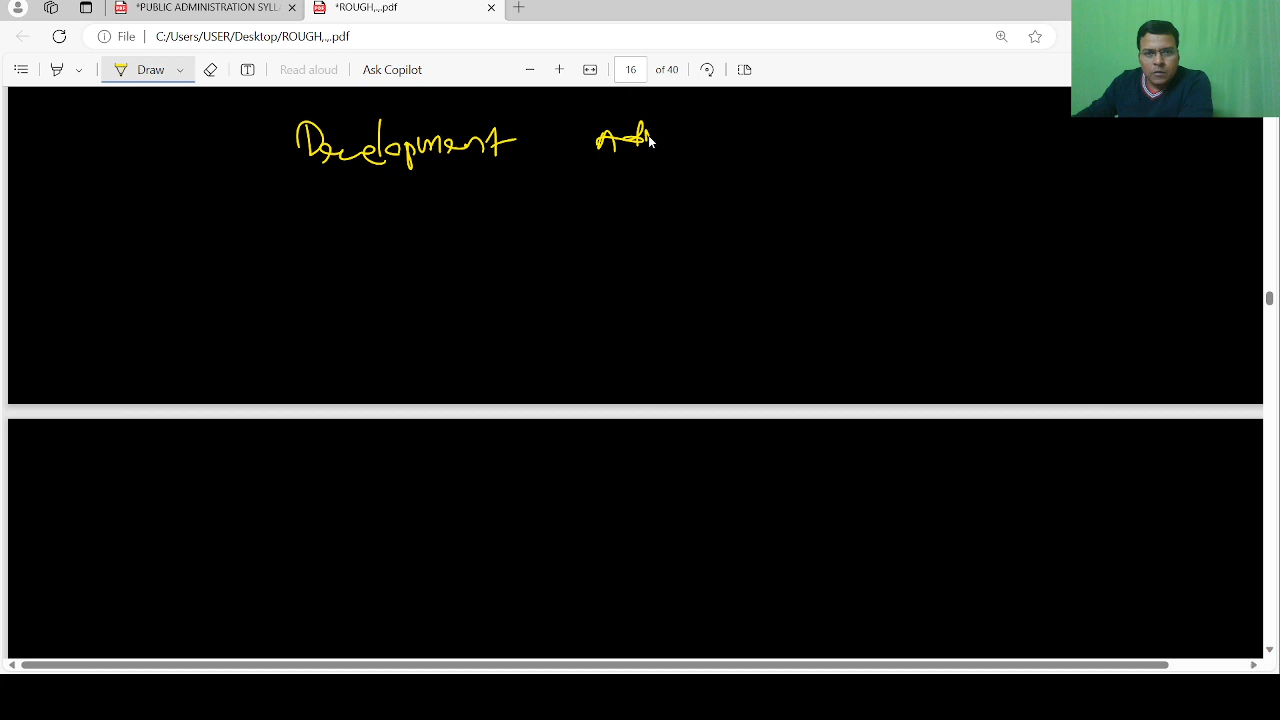 *PUBLIC ADMINISTRATION SYLL
*ROUGH,.,.pdf
File
C:/Users/USER/Desktop/ROUGH,.,.pdf
Draw
Read aloud
Ask Copilot
16
of 40
Development Adm